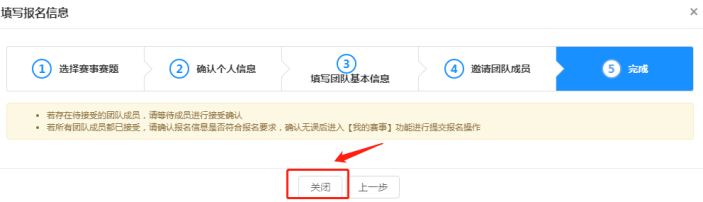 填写报名信息 ×
1 选择赛事赛题 2 确认个人信息 3 填写团队基本信息 4 邀请团队成员 5 完成
• 若存在待接受的团队成员，请等待成员进行接受确认
• 若所有团队成员都已接受，请确认报名信息是否符合报名要求，确认无误后进入【我的赛事】功能进行提交报名操作
关闭 上一步